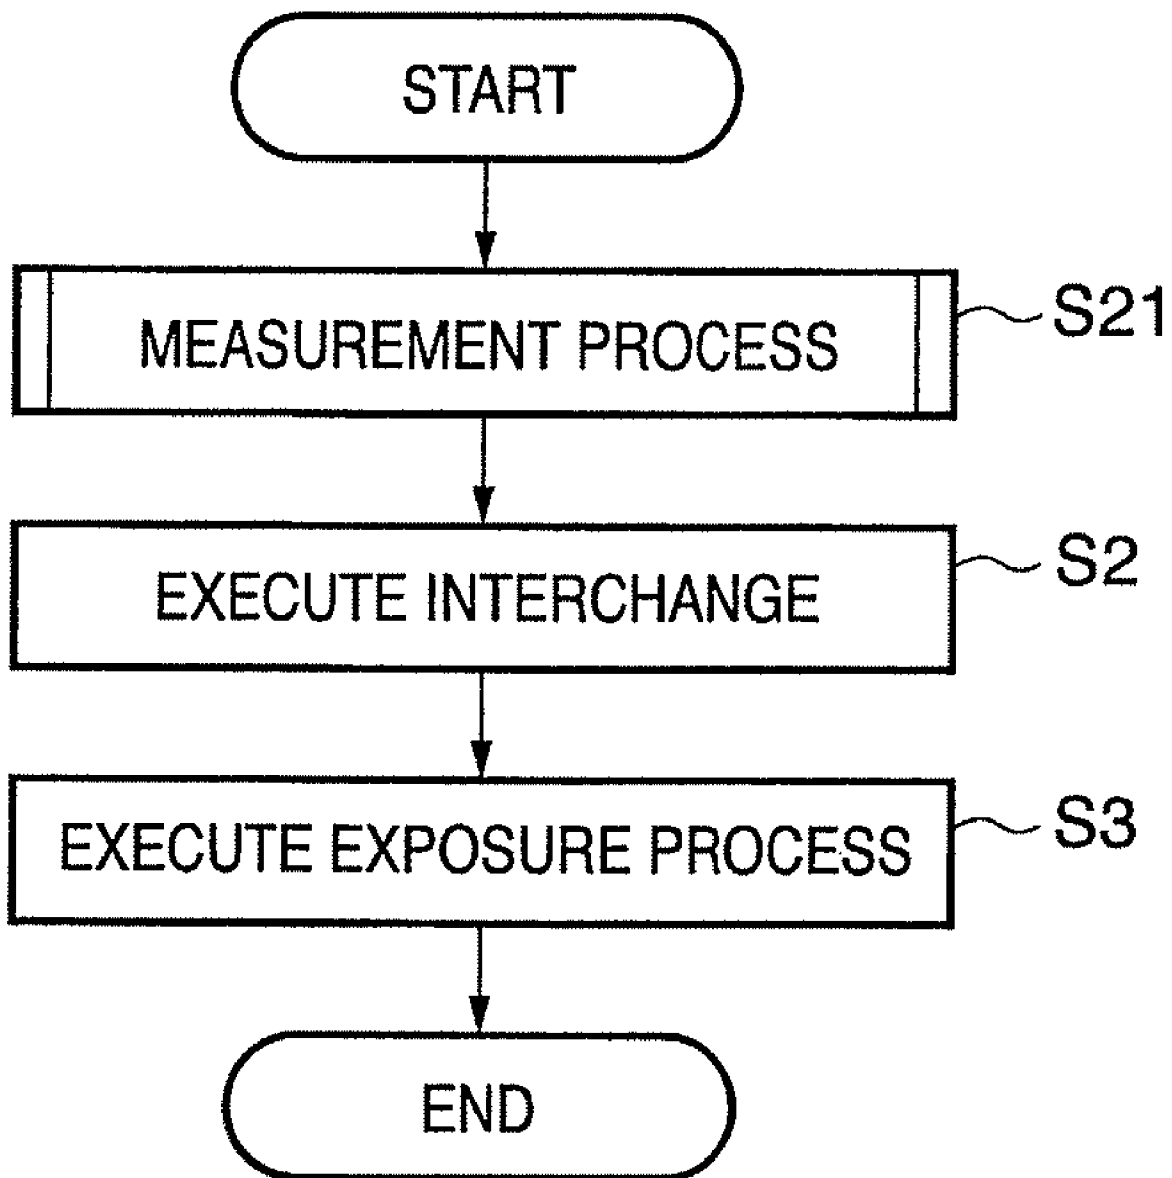 START
MEASUREMENT PROCESS
S21
EXECUTE INTERCHANGE
S2
EXECUTE EXPOSURE PROCESS
S3
END